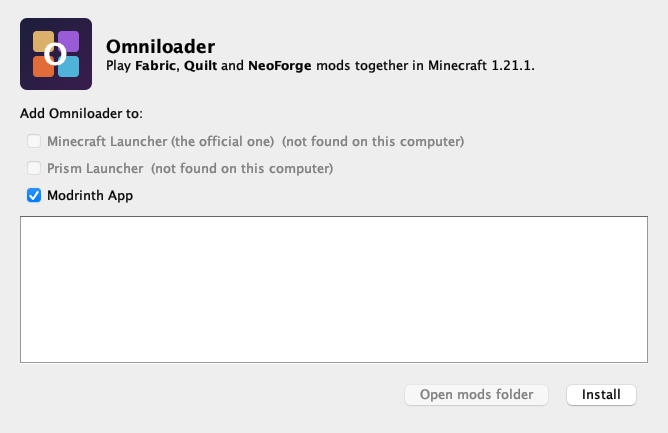 O
Omniloader
Play Fabric, Quilt and NeoForge mods together in Minecraft 1.21.1.
Add Omniloader to:
Minecraft Launcher (the official one) (not found on this computer)
Prism Launcher (not found on this computer)
Modrinth App
Open mods folder
Install